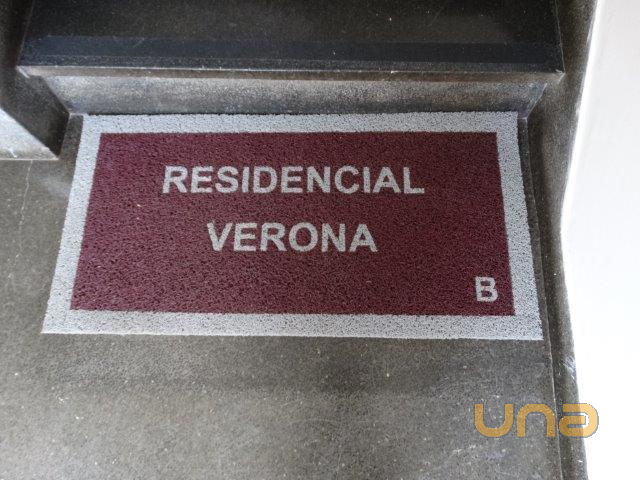 RESIDENCIAL
VERONA
B
una